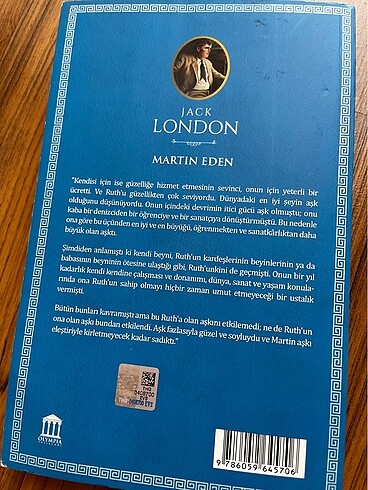 JACK
LONDON
MARTIN EDEN
"Kendisi için ise güzelliğe hizmet etmesinin sevinci, onun için yeterli bir
ücretti. Ve Ruth'u güzellikten çok seviyordu. Dünyadaki en iyi şeyin aşk
olduğunu düşünüyordu. Onun içindeki devrimin itici gücü aşk olmuştu; onu
kaba bir denizciden bir öğrenciye ve bir sanatçıya dönüştürmüştü. Bu nedenle
ona göre bu üçünden en iyi ve en büyüğü, öğrenmekten ve sanatkârlıktan daha
büyük olan aşktı.
Şimdiden anlamıştı ki kendi beyni, Ruth'un kardeşlerinin beyinlerinin ya da
babasının beyninin ötesine ulaştığı gibi, Ruth'unkini de geçmişti. Onun bir yıl
kadarlık kendi kendine çalışması ve donanımı, dünya, sanat ve yaşam konula-
rında ona Ruth'un sahip olmayı hiçbir zaman umut etmeyeceği bir ustalık
vermişti.
Bütün bunları kavramıştı ama bu Ruth'a olan aşkını etkilemedi; ne de Ruth'un
ona olan aşkı bundan etkilendi. Aşk fazlasıyla güzel ve soyluydu ve Martin aşkı
eleştiriyle kirletmeyecek kadar sadıktı."
OLYMPIA
9 786059 645706